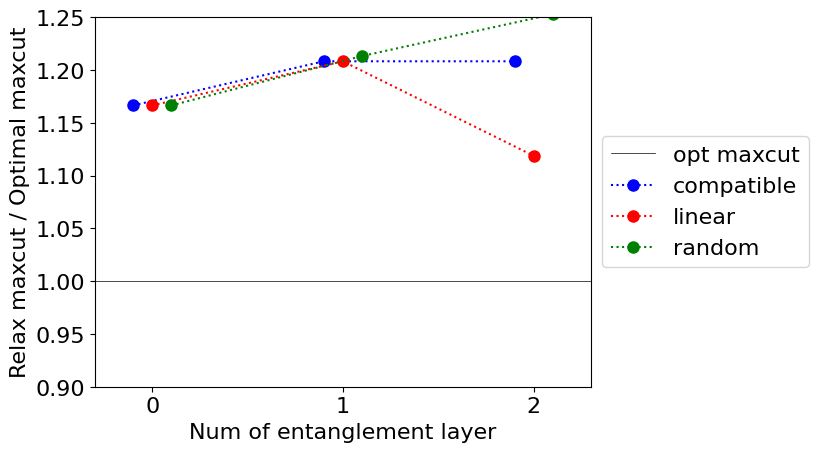 1.25
1.20
1.15
1.10
1.05
1.00
0.95
0.90
Relax maxcut / Optimal maxcut
0 1 2
Num of entanglement layer
opt maxcut
compatible
linear
random